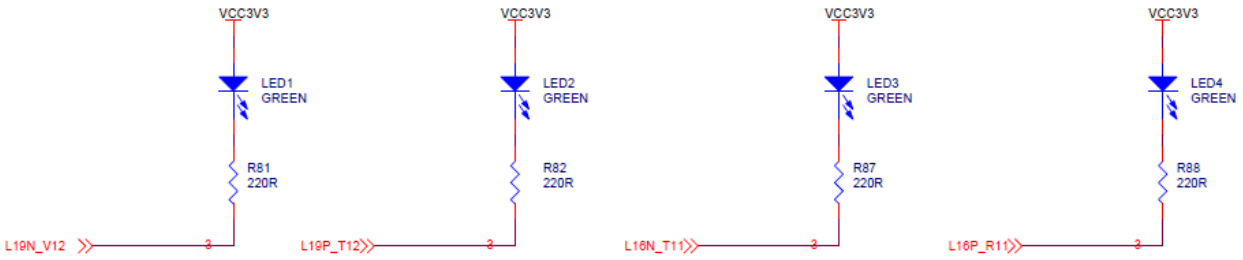 VCC3V3
LED1
GREEN
R81
220R
L19N_V12
3
VCC3V3
LED2
GREEN
R82
220R
L19P_T12
3
VCC3V3
LED3
GREEN
R87
220R
L16N_T11
3
VCC3V3
LED4
GREEN
R88
220R
L16P_R11
3